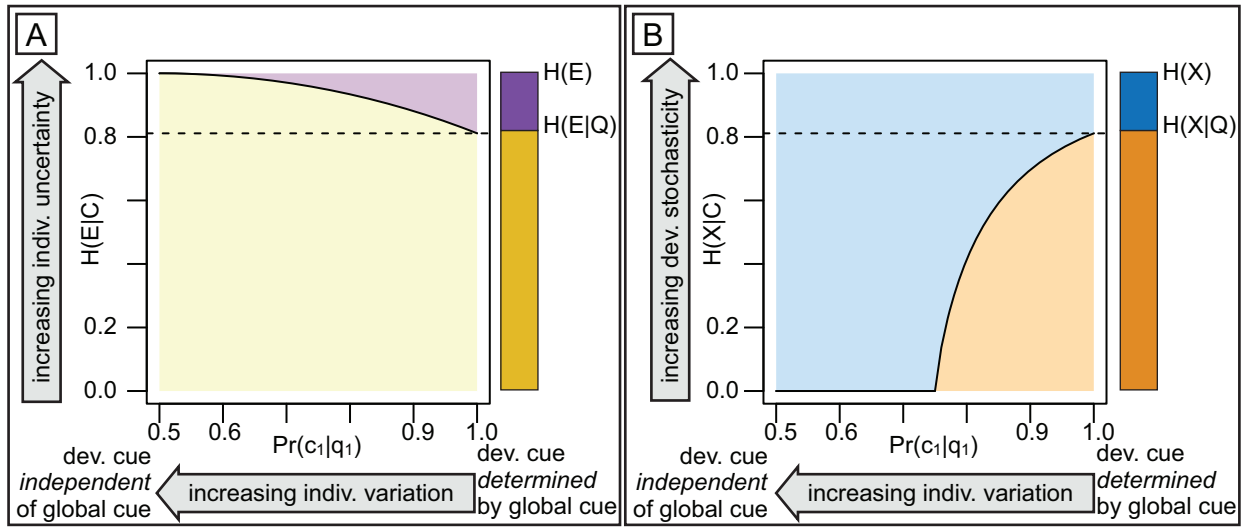 A
increasing indiv. uncertainty
H(E|C)
1.0
0.8
0.2
0.0
H(E)
H(E|Q)
0.5
0.6
0.9
1.0
Pr(c₁|q₁)
dev. cue
independent
of global cue
increasing indiv. variation
dev. cue
determined
by global cue
B
increasing dev. stochasticity
H(X|C)
1.0
0.8
0.2
0.0
H(X)
H(X|Q)
0.5
0.6
0.9
1.0
Pr(c₁|q₁)
dev. cue
independent
of global cue
increasing indiv. variation
dev. cue
determined
by global cue